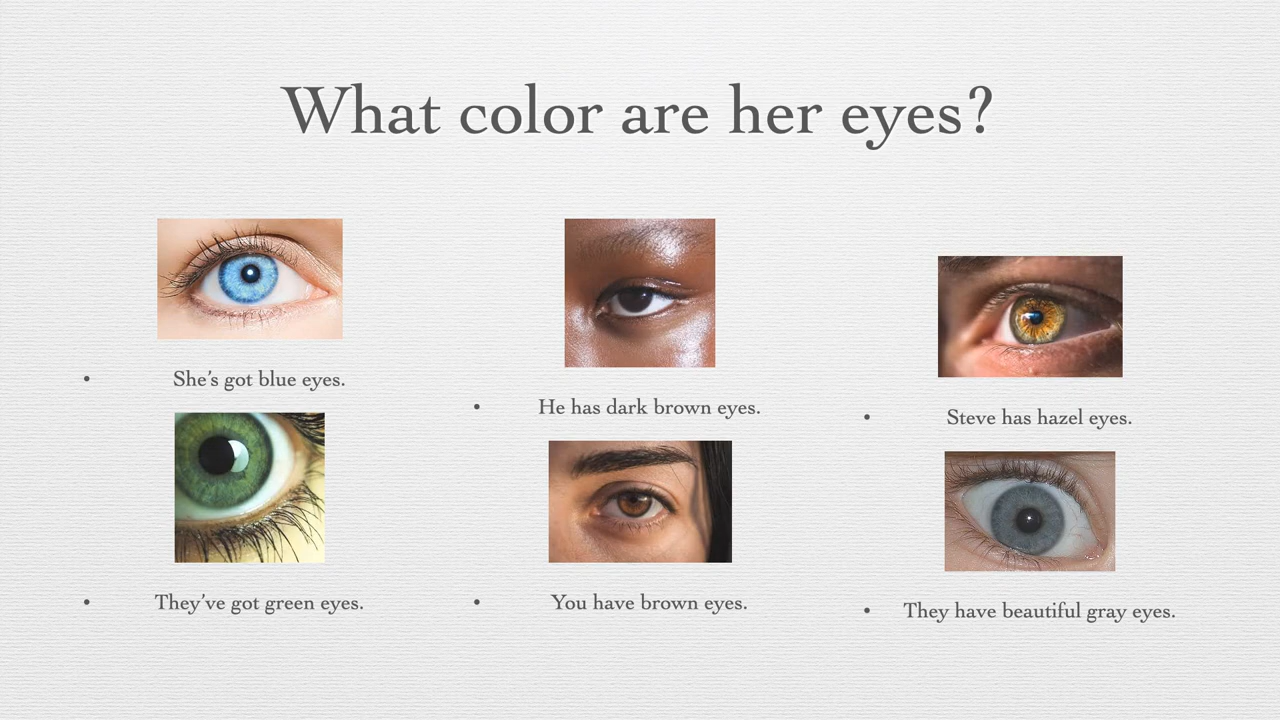 What color are her eyes?
• She’s got blue eyes.
• He has dark brown eyes.
• Steve has hazel eyes.
• They’ve got green eyes.
• You have brown eyes.
• They have beautiful gray eyes.